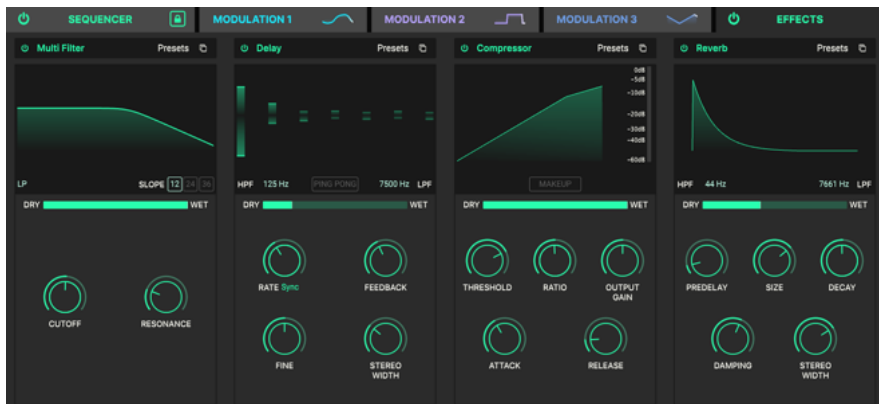 SEQUENCER MODULATION 1 MODULATION 2 MODULATION 3 EFFECTS
Multi Filter Presets
LP SLOPE 12 24 36
DRY WET
CUTOFF RESONANCE
Delay Presets
HPF 125 Hz PING PONG 7500 Hz LPF
DRY WET
RATE Sync FEEDBACK
FINE STEREO
WIDTH
Compressor Presets
0dB
-5dB
-10dB
-20dB
-30dB
-40dB
-60dB
MAKEUP
DRY WET
THRESHOLD RATIO OUTPUT
GAIN
ATTACK RELEASE
Reverb Presets
HPF 44 Hz 7661 Hz LPF
DRY WET
PREDELAY SIZE DECAY
DAMPING STEREO
WIDTH